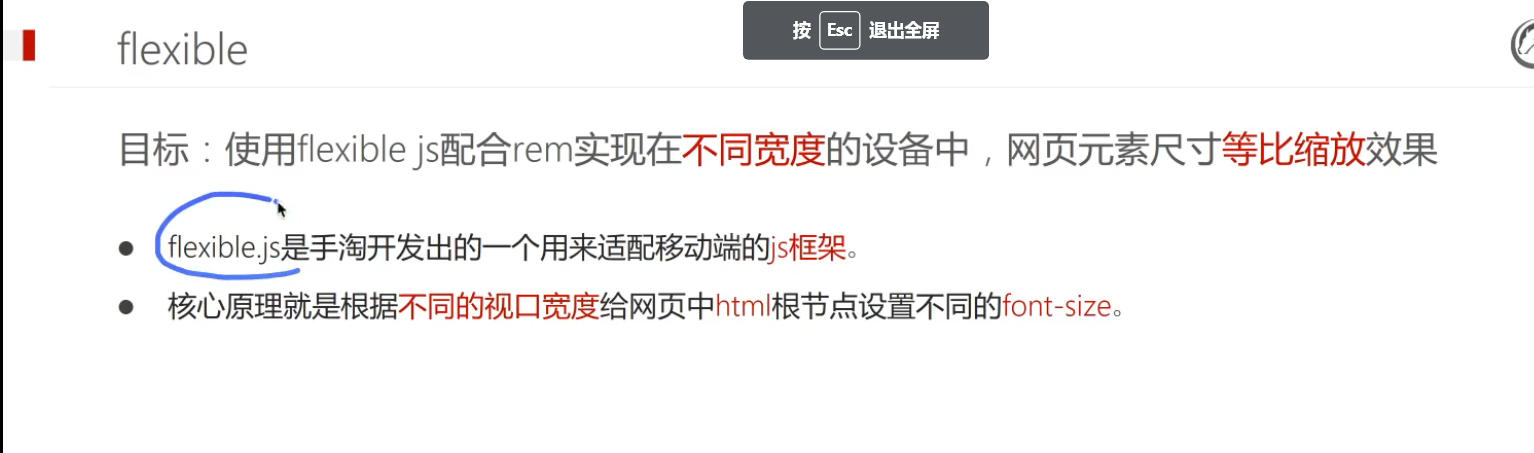 按 Esc 退出全屏
flexible
目标：使用flexible js配合rem实现在不同宽度的设备中，网页元素尺寸等比缩放效果
flexible.js是手淘开发出的一个用来适配移动端的js框架。
核心原理就是根据不同的视口宽度给网页中html根节点设置不同的font-size。